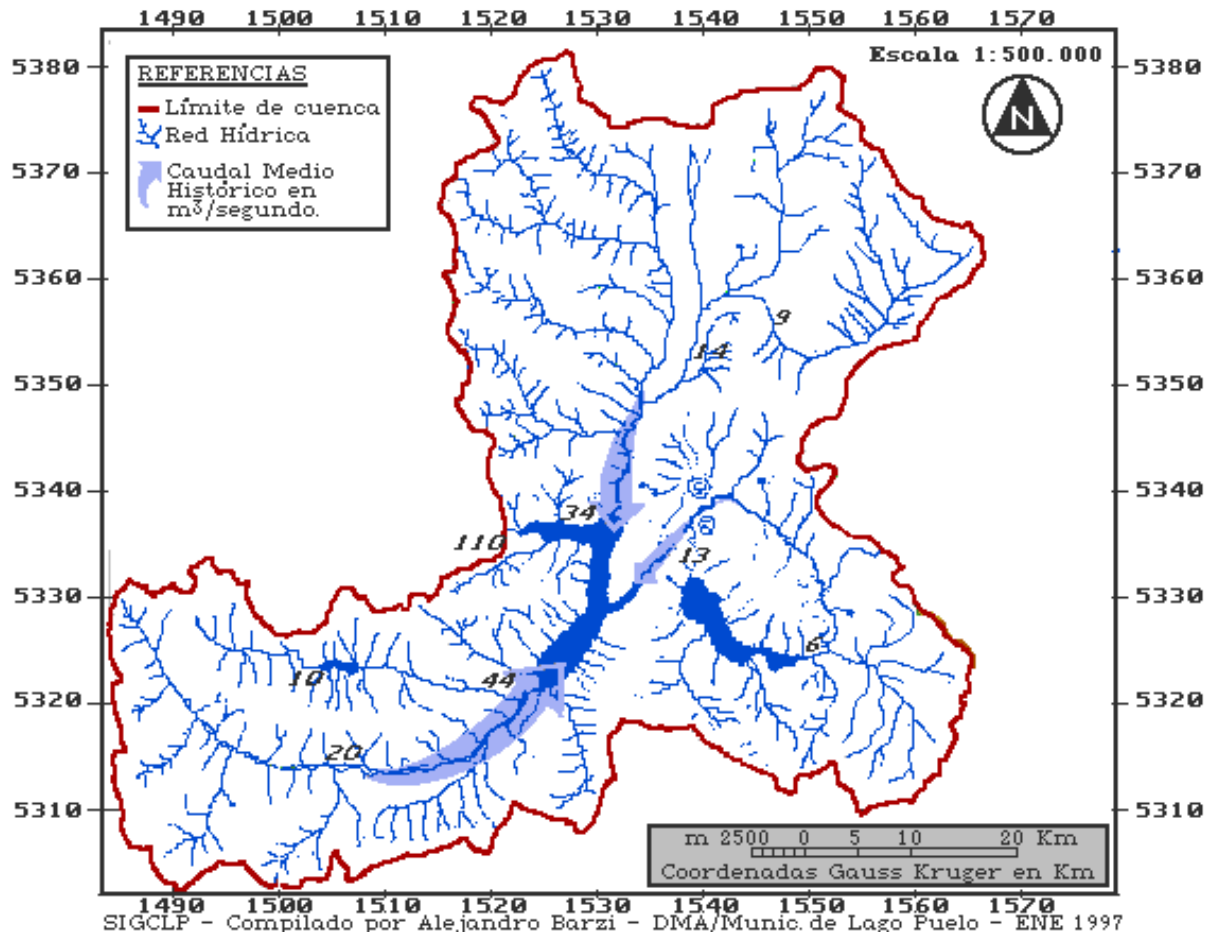 1490 1500 1510 1520 1530 1540 1550 1560 1570
Escala 1:500.000
N
REFERENCIAS
Límite de cuenca
Red Hídrica
Caudal Medio
Histórico en
m3/segundo.
5380 5380
5370 5370
5360 5360
9
14
5350 5350
5340 5340
34
110
13
5330 5330
6
10
44
5320 5320
20
5310 5310
m 2500 0 5 10 20 Km
Coordenadas Gauss Kruger en Km
1490 1500 1510 1520 1530 1540 1550 1560 1570
SIGCLP - Compilado por Alejandro Barzi - DMA/Munic. de Lago Puelo - ENE 1997